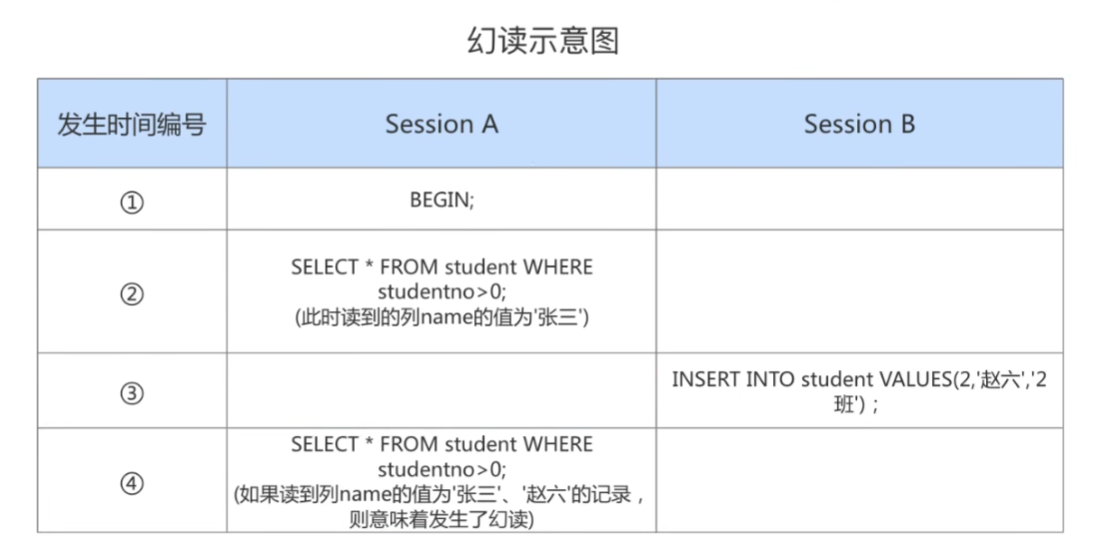 幻读示意图
发生时间编号
Session A
Session B
①
BEGIN;
②
SELECT * FROM student WHERE
studentno>0;
(此时读到的列name的值为'张三')
③
INSERT INTO student VALUES(2,'赵六','2
班')；
④
SELECT * FROM student WHERE
studentno>0;
(如果读到列name的值为'张三'、'赵六'的记录，
则意味着发生了幻读)